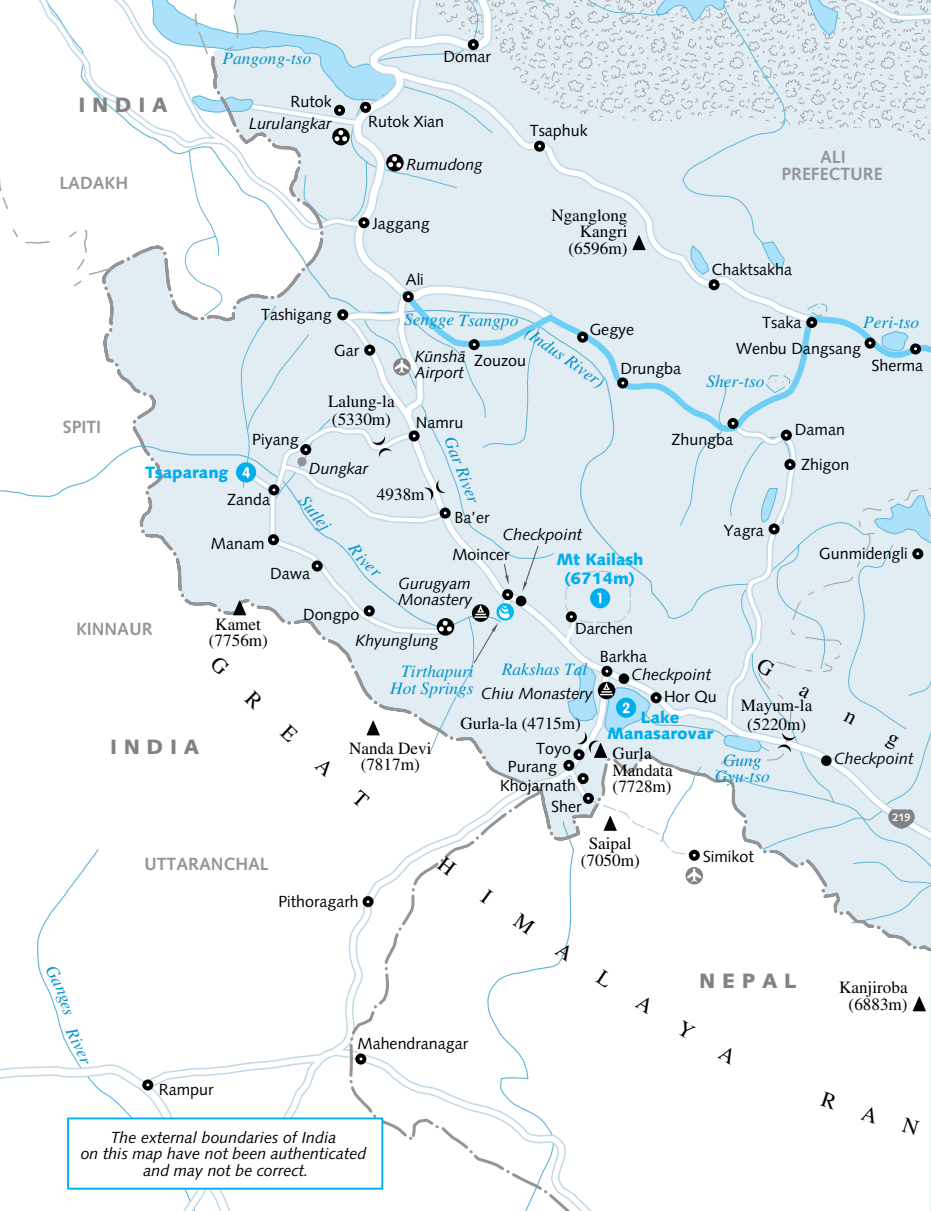 Pangong-tso
Domar
INDIA
Rutok
Lurulangkar
Rutok Xian
Tsaphuk
Rumudong
ALI
PREFECTURE
LADAKH
Nganglong
Kangri
(6596m)
Jaggang
Chaktsakha
Ali
Tashigang
Sengge Tsangpo
(Indus River)
Gegye
Tsaka
Peri-tso
Wenbu Dangsang
Sherma
Gar
Kūnshā
Airport
Zouzou
Drungba
Sher-tso
Lalung-la
(5330m)
Namru
SPITI
Piyang
Zhungba
Daman
Tsaparang
4
Dungkar
Gar River
Zhigon
Zanda
4938m
Sutlej
River
Ba'er
Checkpoint
Yagra
Manam
Moincer
Mt Kailash
(6714m)
1
Gunmidengli
Dawa
Gurugyam
Monastery
Kamet
(7756m)
Dongpo
Khyunglung
Darchen
KINNAUR
Tirthapuri
Hot Springs
Rakshas Tal
Barkha
Checkpoint
Chiu Monastery
Hor Qu
Gang
2
Lake
Manasarovar
Mayum-la
(5220m)
Gurla-la (4715m)
INDIA
Nanda Devi
(7817m)
Toyo
Purang
Gurla
Mandata
(7728m)
Gung
Gyu-tso
Checkpoint
Khojarnath
Sher
219
Saipal
(7050m)
Simikot
UTTARANCHAL
GREAT
HIMALAYA
RAN
Pithoragarh
NEPAL
Kanjiroba
(6883m)
Ganges River
Mahendranagar
Rampur
The external boundaries of India
on this map have not been authenticated
and may not be correct.